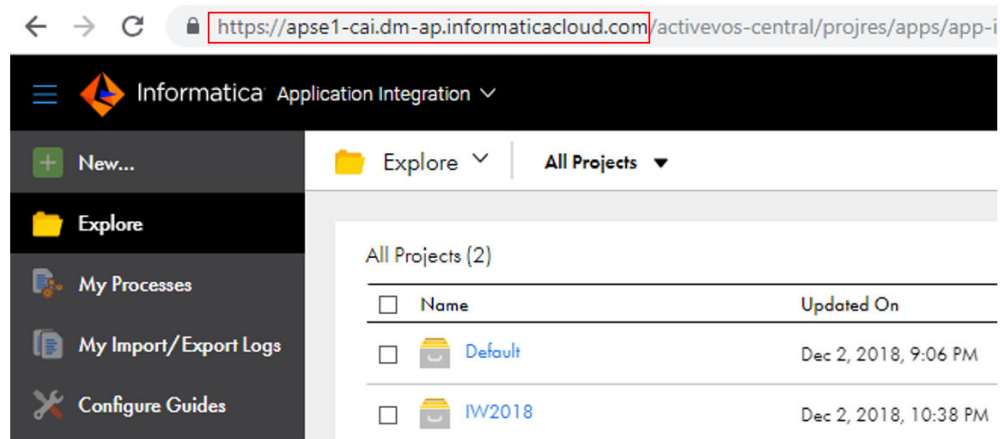 https://apse1-cai.dm-ap.informaticacloud.com/activevos-central/projres/apps/app-i
Informatica Application Integration
New...
Explore
All Projects
Explore
My Processes
My Import/Export Logs
Configure Guides
All Projects (2)
Name Updated On
Default Dec 2, 2018, 9:06 PM
IW2018 Dec 2, 2018, 10:38 PM